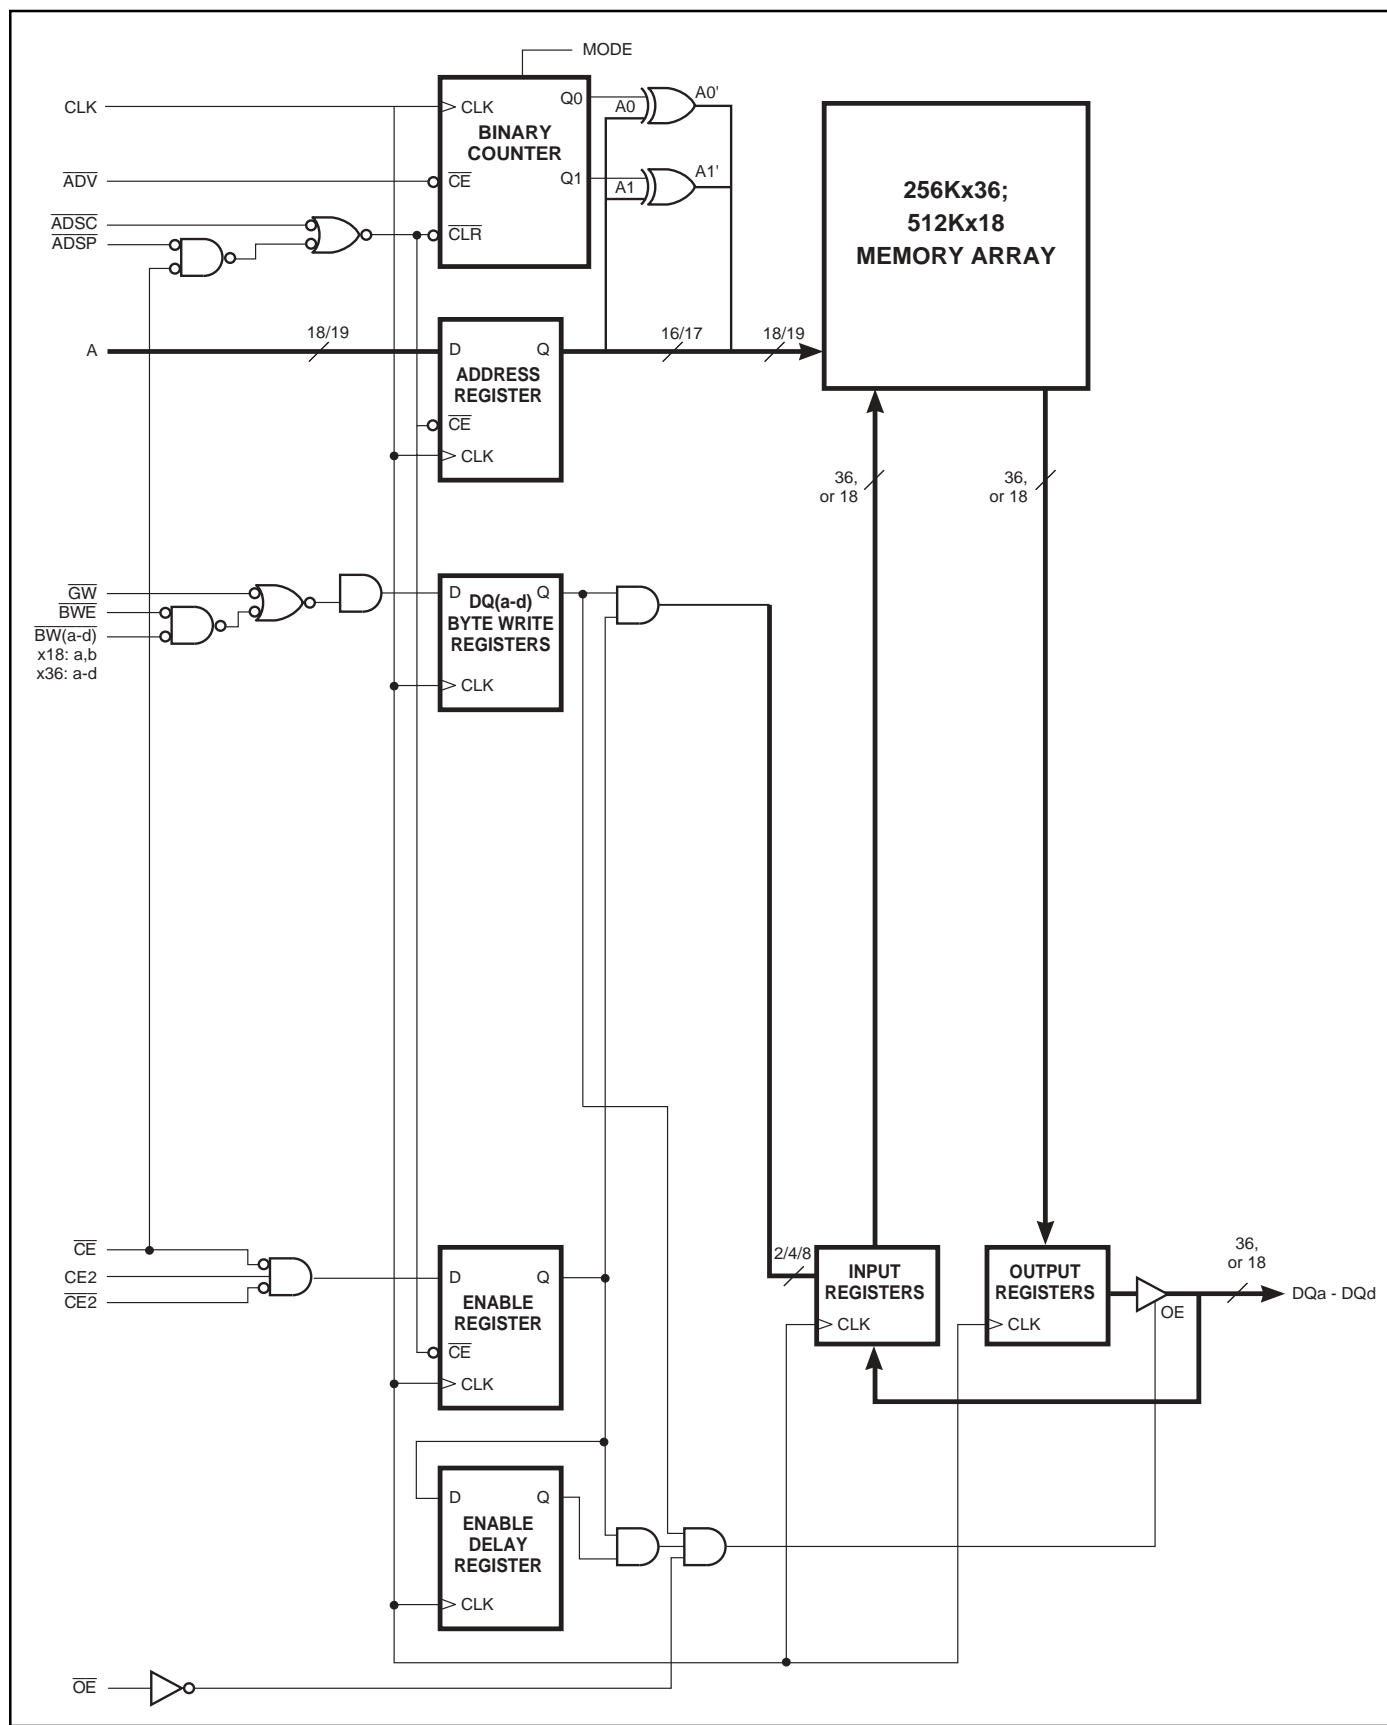 MODE
CLK
CLK
Q0
A0
A0'
BINARY
COUNTER
ADV
CE
Q1
A1
A1'
ADSC
ADSP
CLR
256Kx36;
512Kx18
MEMORY ARRAY
A
18/19
D
Q
16/17
18/19
ADDRESS
REGISTER
CE
CLK
36,
or 18
36,
or 18
GW
BWE
BW(a-d)
x18: a,b
x36: a-d
D
Q
DQ(a-d)
BYTE WRITE
REGISTERS
CLK
CE
CE2
CE2
D
Q
ENABLE
REGISTER
CE
CLK
2/4/8
INPUT
REGISTERS
CLK
OUTPUT
REGISTERS
CLK
OE
36,
or 18
DQa - DQd
D
Q
ENABLE
DELAY
REGISTER
CLK
OE